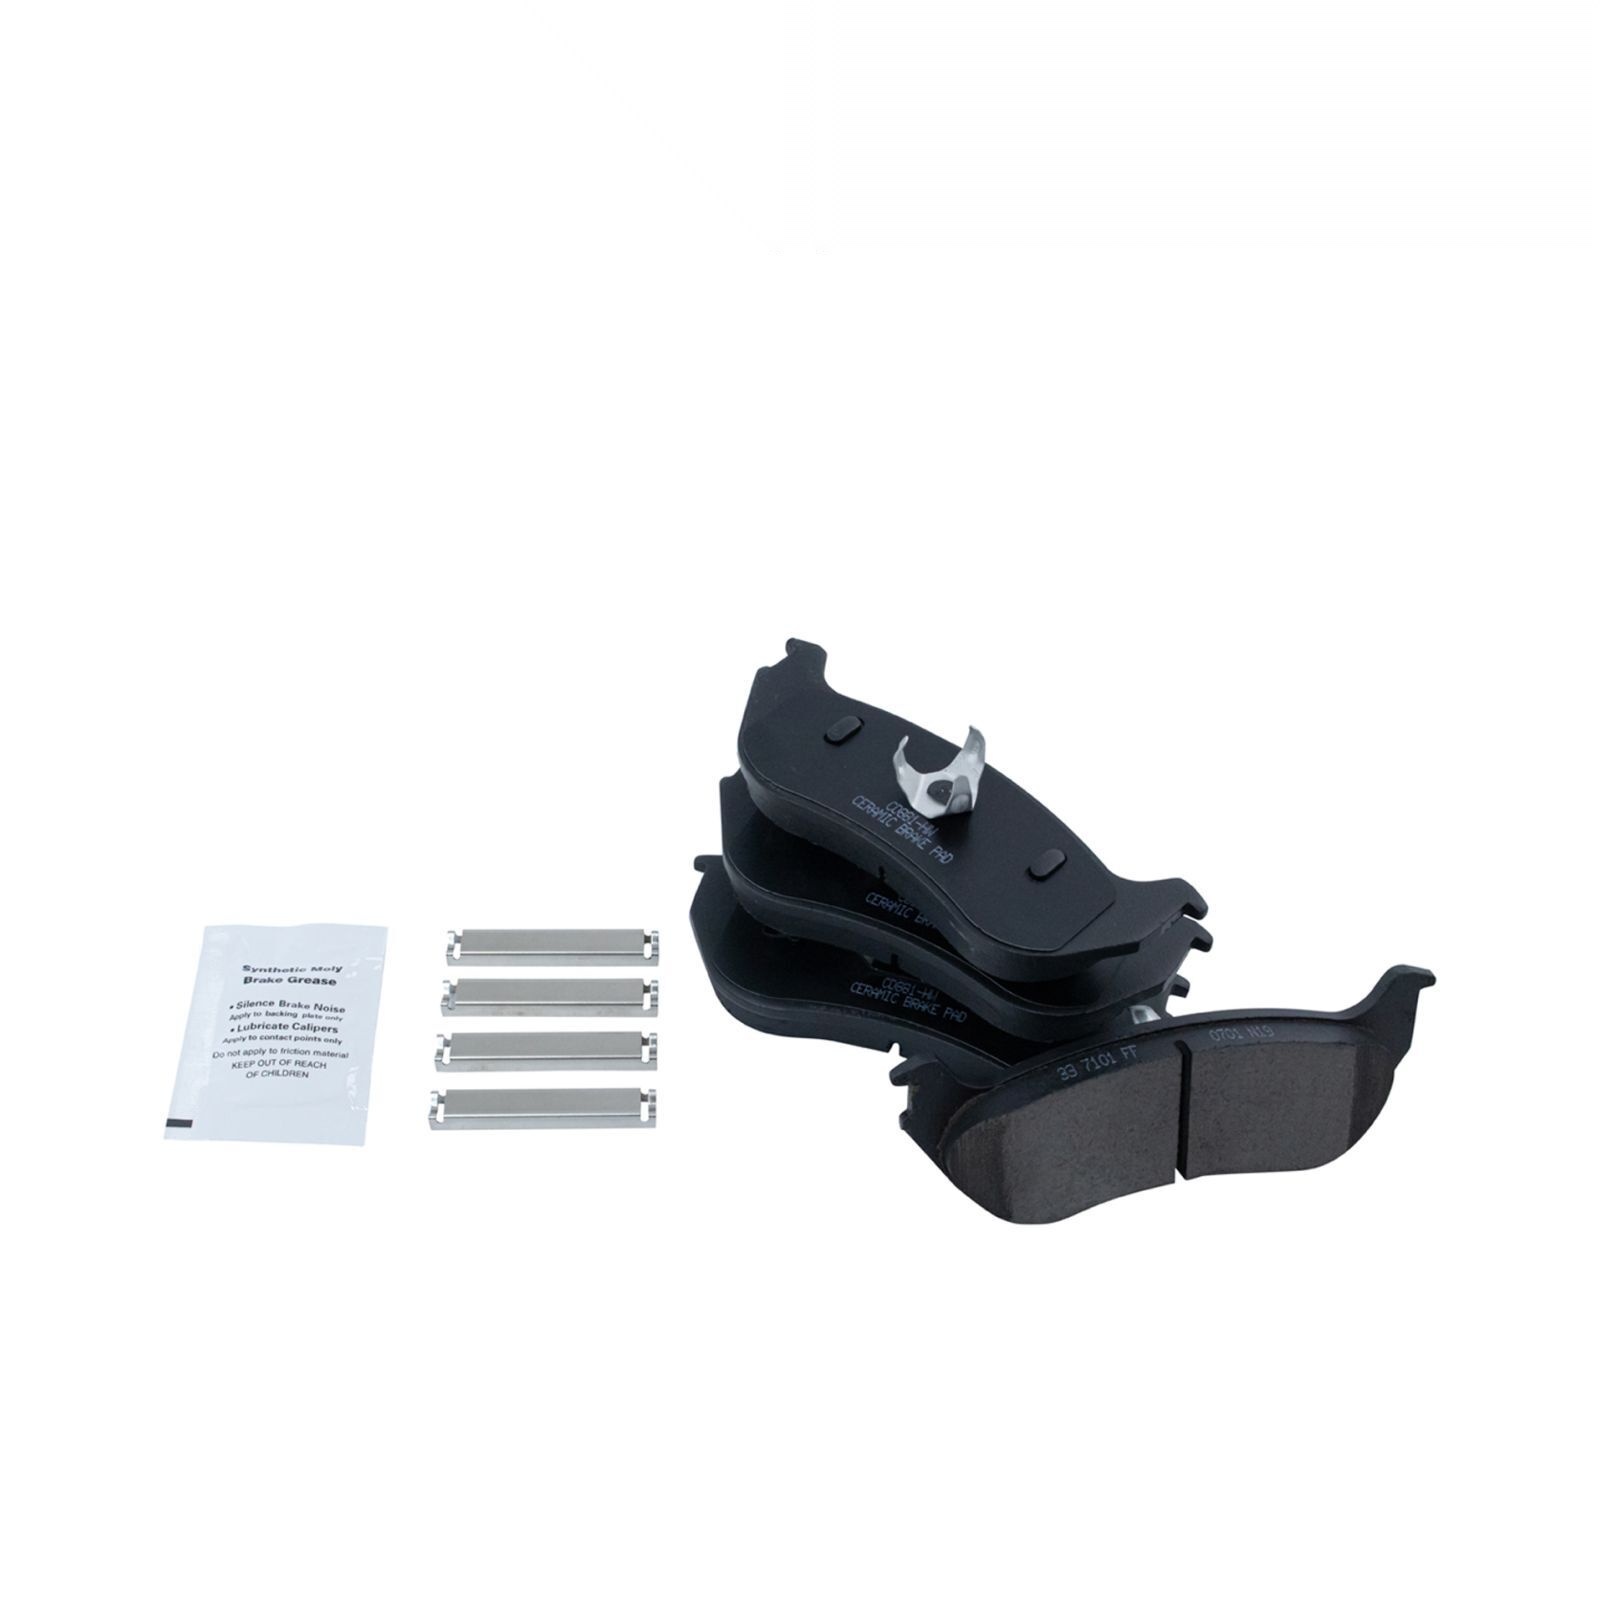 CD881-HW
CERAMIC BRAKE PAD
CERAMIC BRA
CD881-HW
CERAMIC BRAKE PAD
33 7101 FF
0701 N19
Synthetic Moly
Brake Grease
• Silence Brake Noise
Apply to backing plate only
• Lubricate Calipers
Apply to contact points only
Do not apply to friction material
KEEP OUT OF REACH
OF CHILDREN